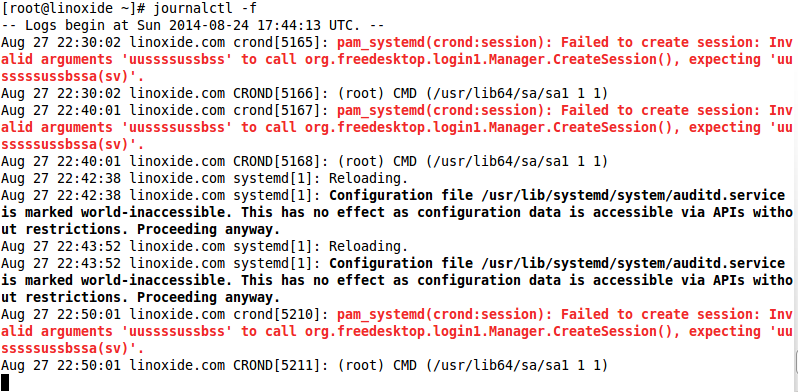 [root@linoxide ~]# journalctl -f
-- Logs begin at Sun 2014-08-24 17:44:13 UTC. --
Aug 27 22:30:02 linoxide.com crond[5165]: pam_systemd(crond:session): Failed to create session: Inv
alid arguments 'uussssussbss' to call org.freedesktop.login1.Manager.CreateSession(), expecting 'uu
sssssussbssa(sv)'.
Aug 27 22:30:02 linoxide.com CROND[5166]: (root) CMD (/usr/lib64/sa/sa1 1 1)
Aug 27 22:40:01 linoxide.com crond[5167]: pam_systemd(crond:session): Failed to create session: Inv
alid arguments 'uussssussbss' to call org.freedesktop.login1.Manager.CreateSession(), expecting 'uu
sssssussbssa(sv)'.
Aug 27 22:40:01 linoxide.com CROND[5168]: (root) CMD (/usr/lib64/sa/sa1 1 1)
Aug 27 22:42:38 linoxide.com systemd[1]: Reloading.
Aug 27 22:42:38 linoxide.com systemd[1]: Configuration file /usr/lib/systemd/system/auditd.service
is marked world-inaccessible. This has no effect as configuration data is accessible via APIs witho
ut restrictions. Proceeding anyway.
Aug 27 22:43:52 linoxide.com systemd[1]: Reloading.
Aug 27 22:43:52 linoxide.com systemd[1]: Configuration file /usr/lib/systemd/system/auditd.service
is marked world-inaccessible. This has no effect as configuration data is accessible via APIs witho
ut restrictions. Proceeding anyway.
Aug 27 22:50:01 linoxide.com crond[5210]: pam_systemd(crond:session): Failed to create session: Inv
alid arguments 'uussssussbss' to call org.freedesktop.login1.Manager.CreateSession(), expecting 'uu
sssssussbssa(sv)'.
Aug 27 22:50:01 linoxide.com CROND[5211]: (root) CMD (/usr/lib64/sa/sa1 1 1)